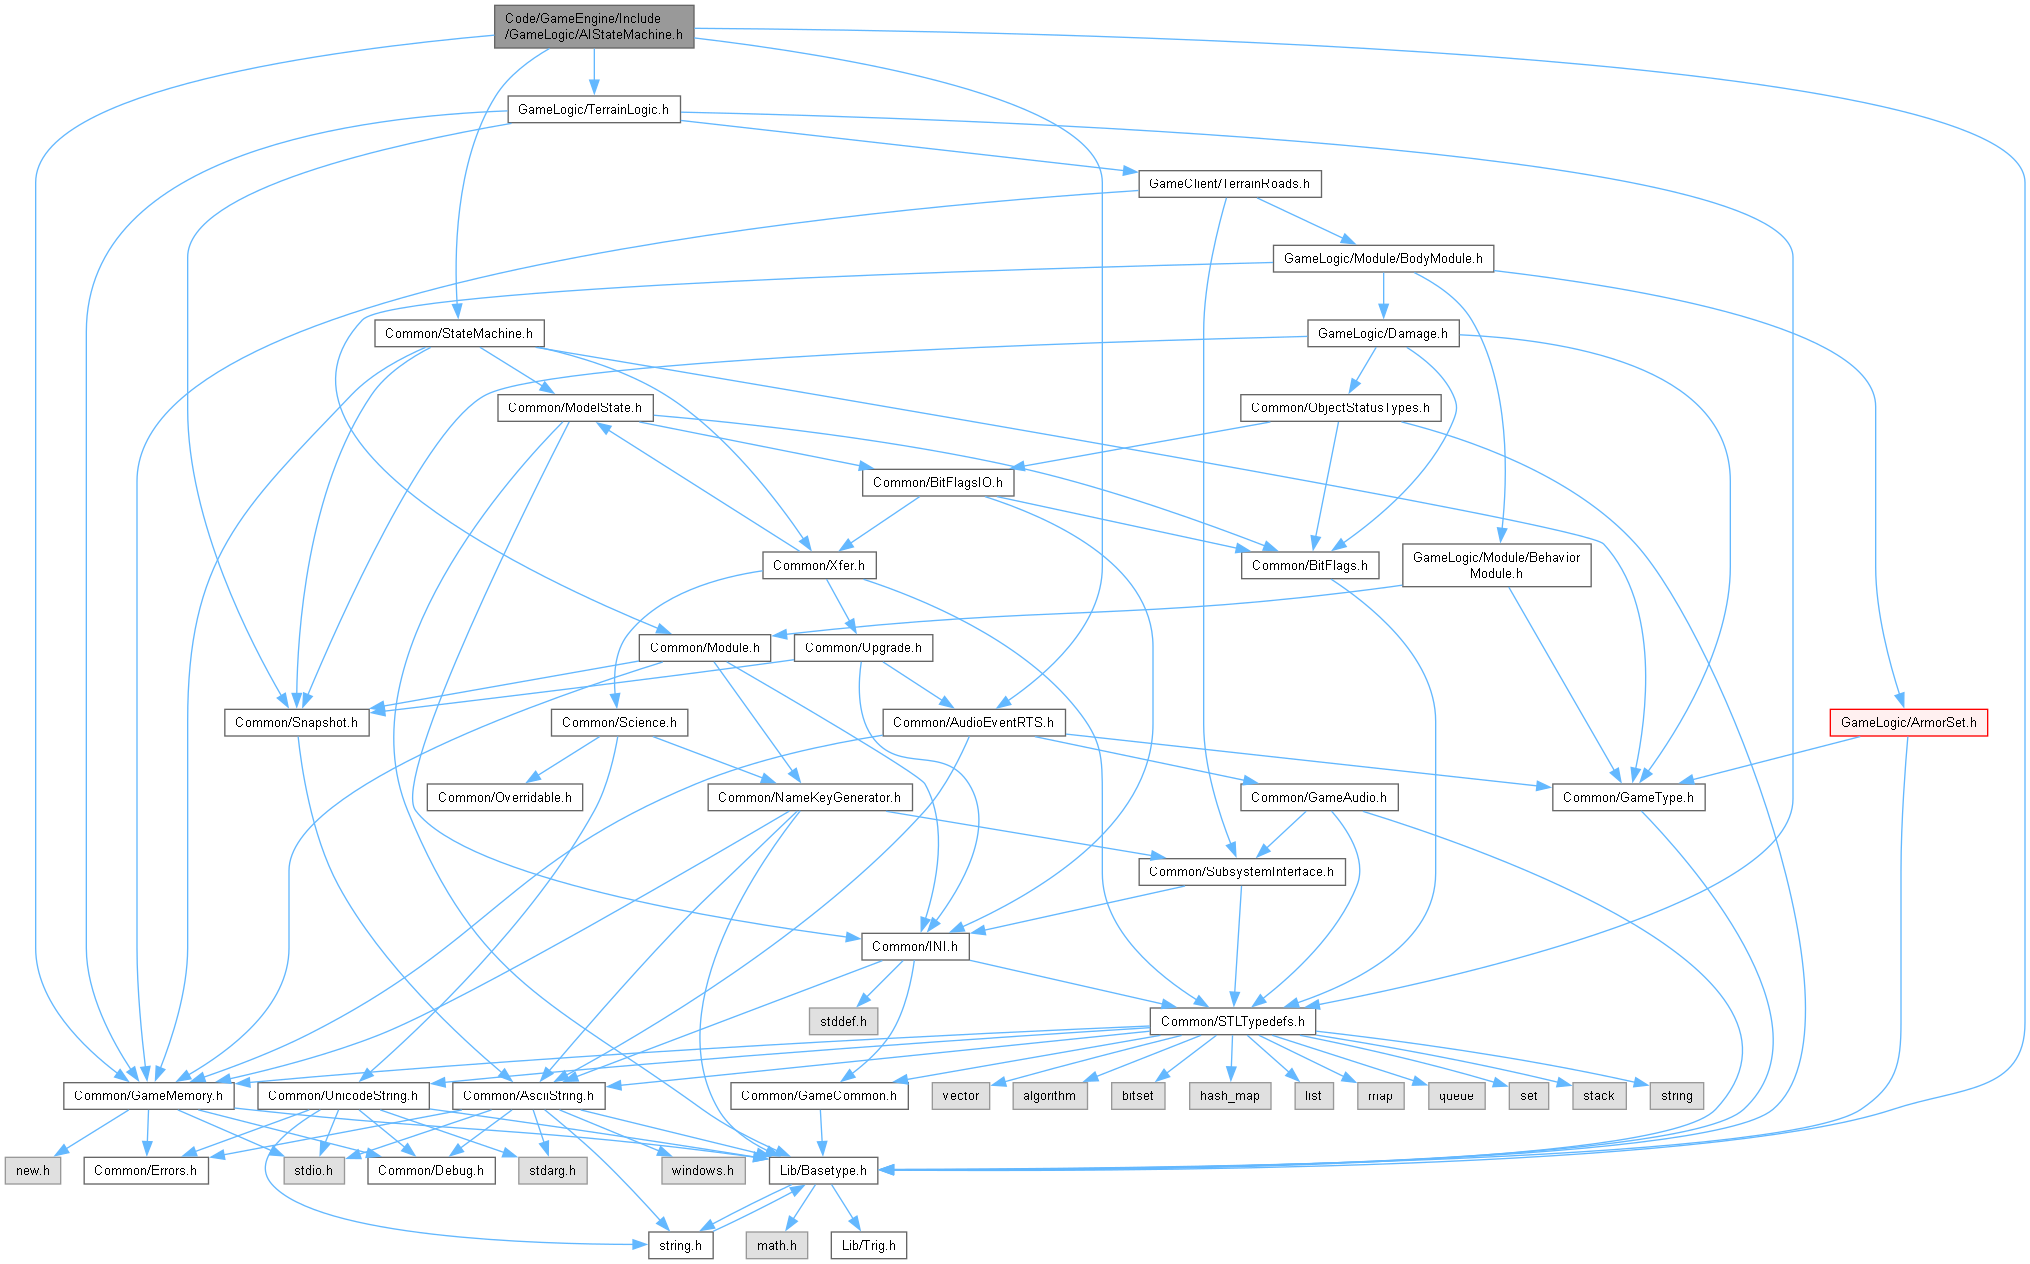 Code/GameEngine/Include
/GameLogic/AIStateMachine.h
GameLogic/TerrainLogic.h
GameClient/TerrainRoads.h
GameLogic/Module/BodyModule.h
Common/StateMachine.h
GameLogic/Damage.h
Common/ModelState.h
Common/ObjectStatusTypes.h
Common/BitFlagsIO.h
Common/Xfer.h
Common/BitFlags.h
GameLogic/Module/Behavior
Module.h
Common/Module.h
Common/Upgrade.h
Common/Snapshot.h
Common/Science.h
Common/AudioEventRTS.h
GameLogic/ArmorSet.h
Common/Overridable.h
Common/NameKeyGenerator.h
Common/GameAudio.h
Common/GameType.h
Common/SubsystemInterface.h
Common/INI.h
stddef.h
Common/STLTypedefs.h
Common/GameMemory.h
Common/UnicodeString.h
Common/AsciiString.h
Common/GameCommon.h
vector
algorithm
bitset
hash_map
list
map
queue
set
stack
string
new.h
Common/Errors.h
stdio.h
Common/Debug.h
stdarg.h
windows.h
Lib/Basetype.h
string.h
math.h
Lib/Trig.h